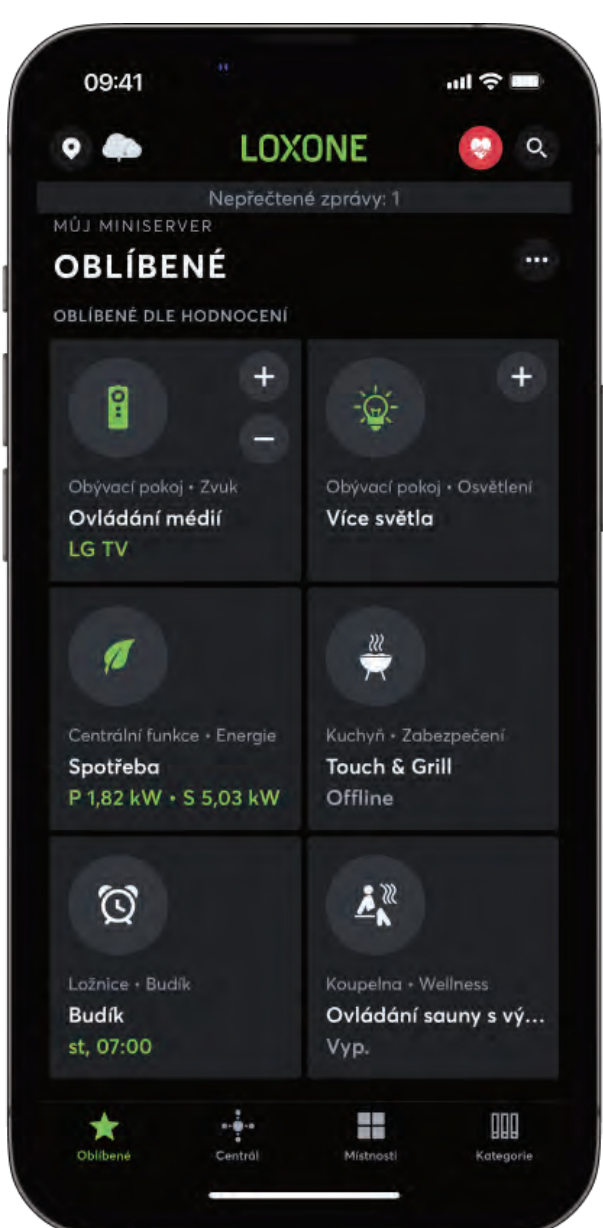 09:41
LOXONE
Nepřečtené zprávy: 1
MŮJ MINISERVER
OBLÍBENÉ
OBLÍBENÉ DLE HODNOCENÍ
Obývací pokoj • Zvuk
Ovládání médií
LG TV
Obývací pokoj • Osvětlení
Více světla
Centrální funkce • Energie
Spotřeba
P 1,82 kW • S 5,03 kW
Kuchyň • Zabezpečení
Touch & Grill
Offline
Ložnice • Budík
Budík
st, 07:00
Koupelna • Wellness
Ovládání sauny s vý...
Vyp.
Oblíbené
Centrál
Místnosti
Kategorie